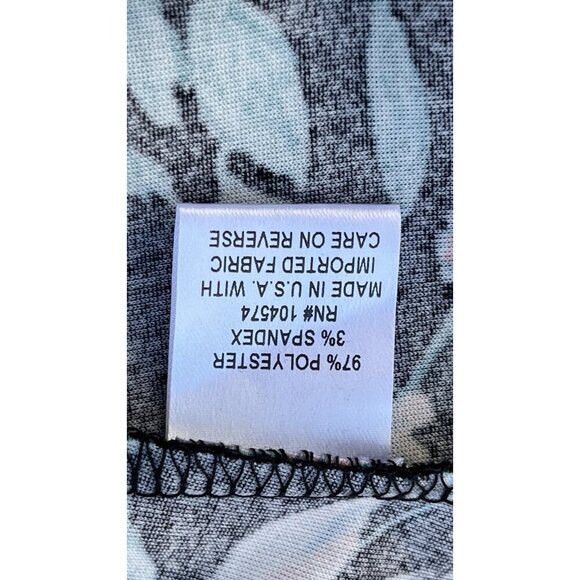 97% POLYESTER
3% SPANDEX
RN# 104574
MADE IN U.S.A. WITH
IMPORTED FABRIC
CARE ON REVERSE